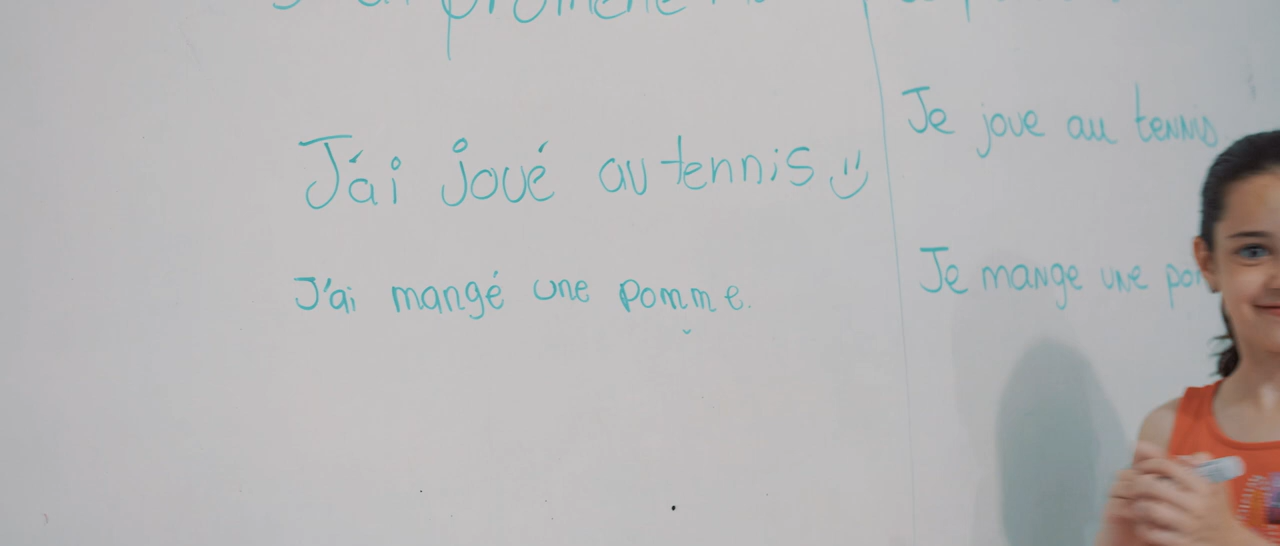 J'ai joué au tennis
J'ai mangé une pomme.
Je joue au tennis.
Je mange une